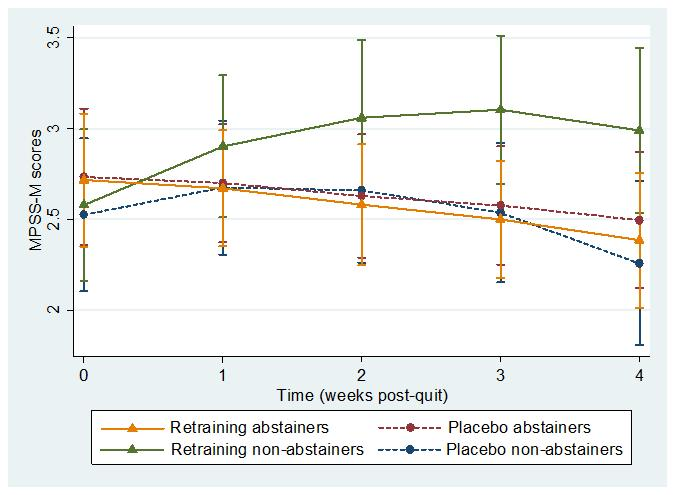 3.5
3
2.5
2
MPSS-M scores
0 1 2 3 4
Time (weeks post-quit)
Retraining abstainers Placebo abstainers
Retraining non-abstainers Placebo non-abstainers